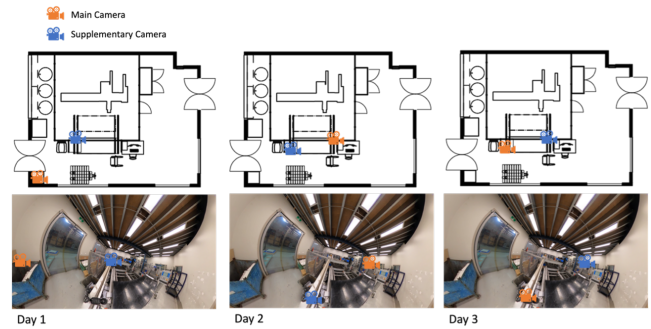 Main Camera
Supplementary Camera
Day 1
Day 2
Day 3